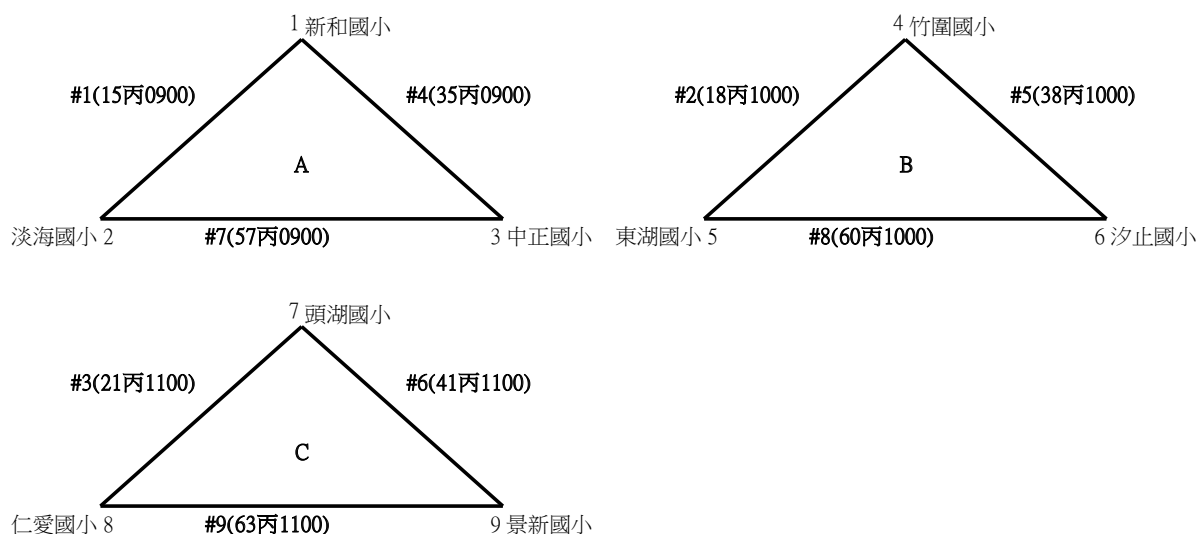 1 新和國小
#1(15丙0900)
#4(35丙0900)
A
淡海國小 2
#7(57丙0900)
3 中正國小
4 竹圍國小
#2(18丙1000)
#5(38丙1000)
B
東湖國小 5
#8(60丙1000)
6 汐止國小
7 頭湖國小
#3(21丙1100)
#6(41丙1100)
C
仁愛國小 8
#9(63丙1100)
9 景新國小